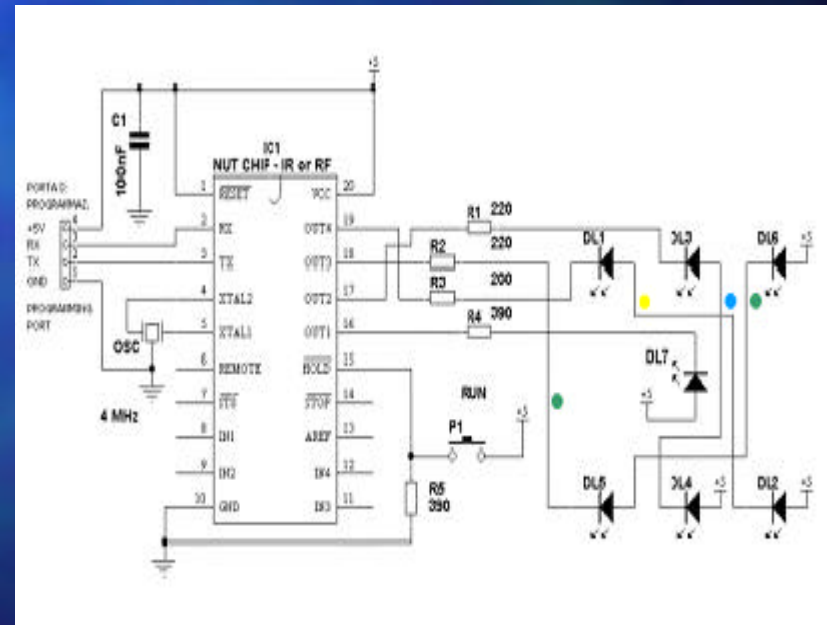 +5
C1
100nF
IC1
NUT CHIP - IR or RF
PORTA DI
PROGRAMMAZ.
+5V 4
RX 3
TX 2
GND 1
PROGRAMMING
PORT
1 RESET
2 RX
3 TX
4 XTAL2
5 XTAL1
6 REMOTE
7 ST0
8 IN1
9 IN2
10 GND
VCC 20
OUT4 19
OUT3 18
OUT2 17
OUT1 16
HOLD 15
STOP 14
AREF 13
IN4 12
IN3 11
OSC
4 MHz
R1 220
R2 220
R3 200
R4 390
DL1
DL3
DL6
+5
DL7
+5
RUN
P1
+5
R5
390
DL5
DL4
+5
DL2
+5